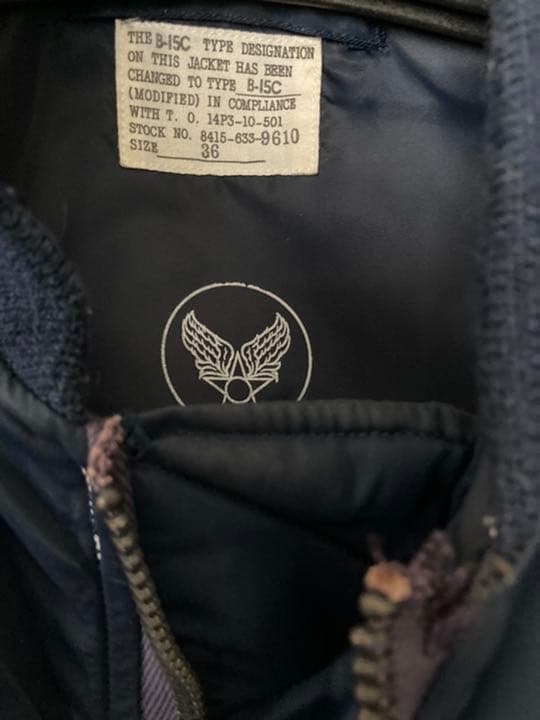 THE B-15C TYPE DESIGNATION
ON THIS JACKET HAS BEEN
CHANGED TO TYPE B-15C
(MODIFIED) IN COMPLIANCE
WITH T. O. 14P3-10-501
STOCK NO. 8415-633-9610
SIZE 36